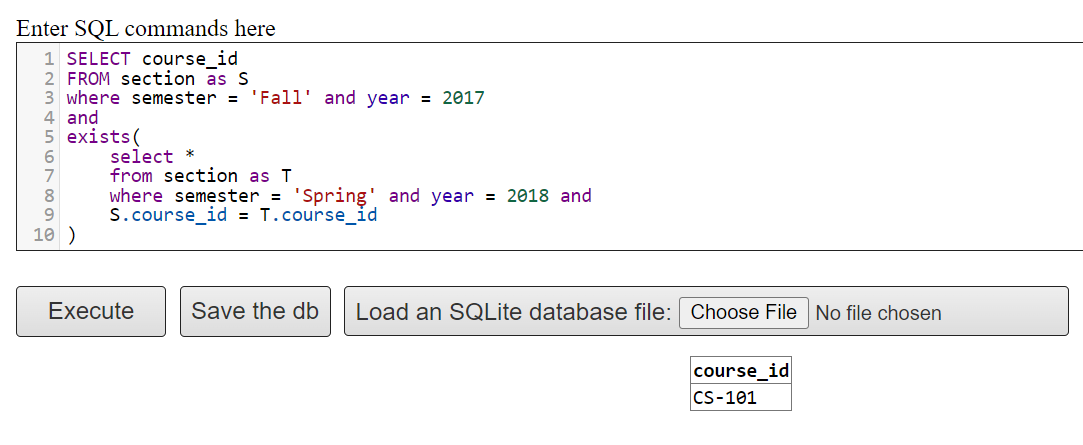 Enter SQL commands here
1 SELECT course_id
2 FROM section as S
3 where semester = 'Fall' and year = 2017
4 and
5 exists(
6 select *
7 from section as T
8 where semester = 'Spring' and year = 2018 and
9 S.course_id = T.course_id
10 )
Execute Save the db Load an SQLite database file: Choose File No file chosen
course_id
CS-101